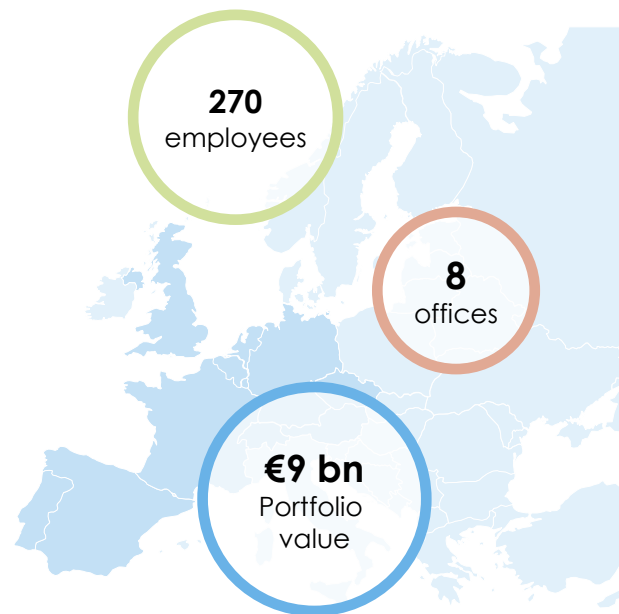 270
employees
8
offices
€9 bn
Portfolio
value